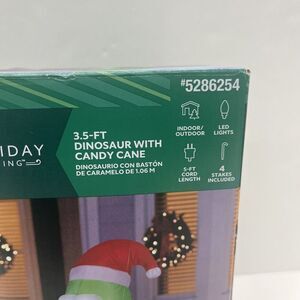 #5286254
3.5-FT
DINOSAUR WITH
CANDY CANE
DINOSAURIO CON BASTÓN
DE CARAMELO DE 1.06 M
INDOOR/
OUTDOOR
LED
LIGHTS
5-FT
CORD
LENGTH
4
STAKES
INCLUDED
IDAY
ING™